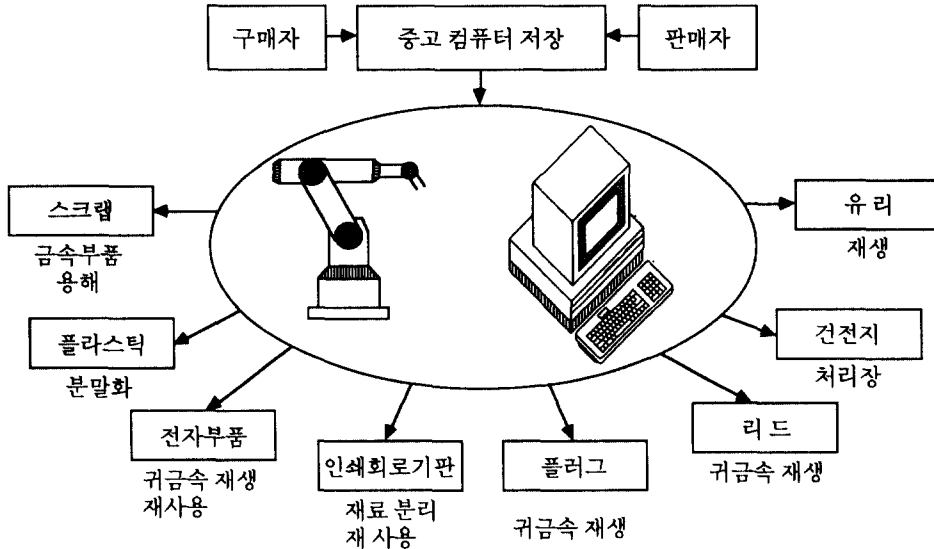 구매자
중고 컴퓨터 저장
판매자
스크랩
금속부품
용해
유 리
재생
플라스틱
분말화
건전지
처리장
전자부품
귀금속 재생
재사용
인쇄회로기판
재료 분리
재 사용
플러그
귀금속 재생
리 드
귀금속 재생